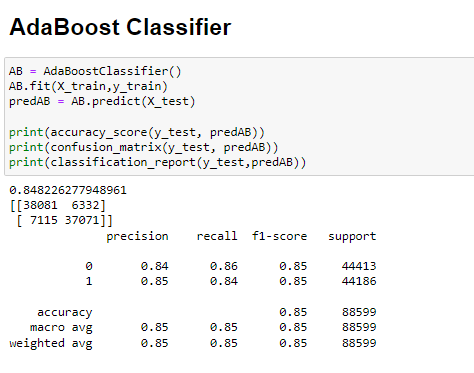 AdaBoost Classifier
AB = AdaBoostClassifier()
AB.fit(X_train,y_train)
predAB = AB.predict(X_test)
print(accuracy_score(y_test, predAB))
print(confusion_matrix(y_test, predAB))
print(classification_report(y_test,predAB))
0.848226277948961
[[38081  6332]
 [ 7115 37071]]
precision    recall  f1-score   support
0       0.84      0.86      0.85     44413
1       0.85      0.84      0.85     44186
accuracy                           0.85     88599
macro avg       0.85      0.85      0.85     88599
weighted avg       0.85      0.85      0.85     88599